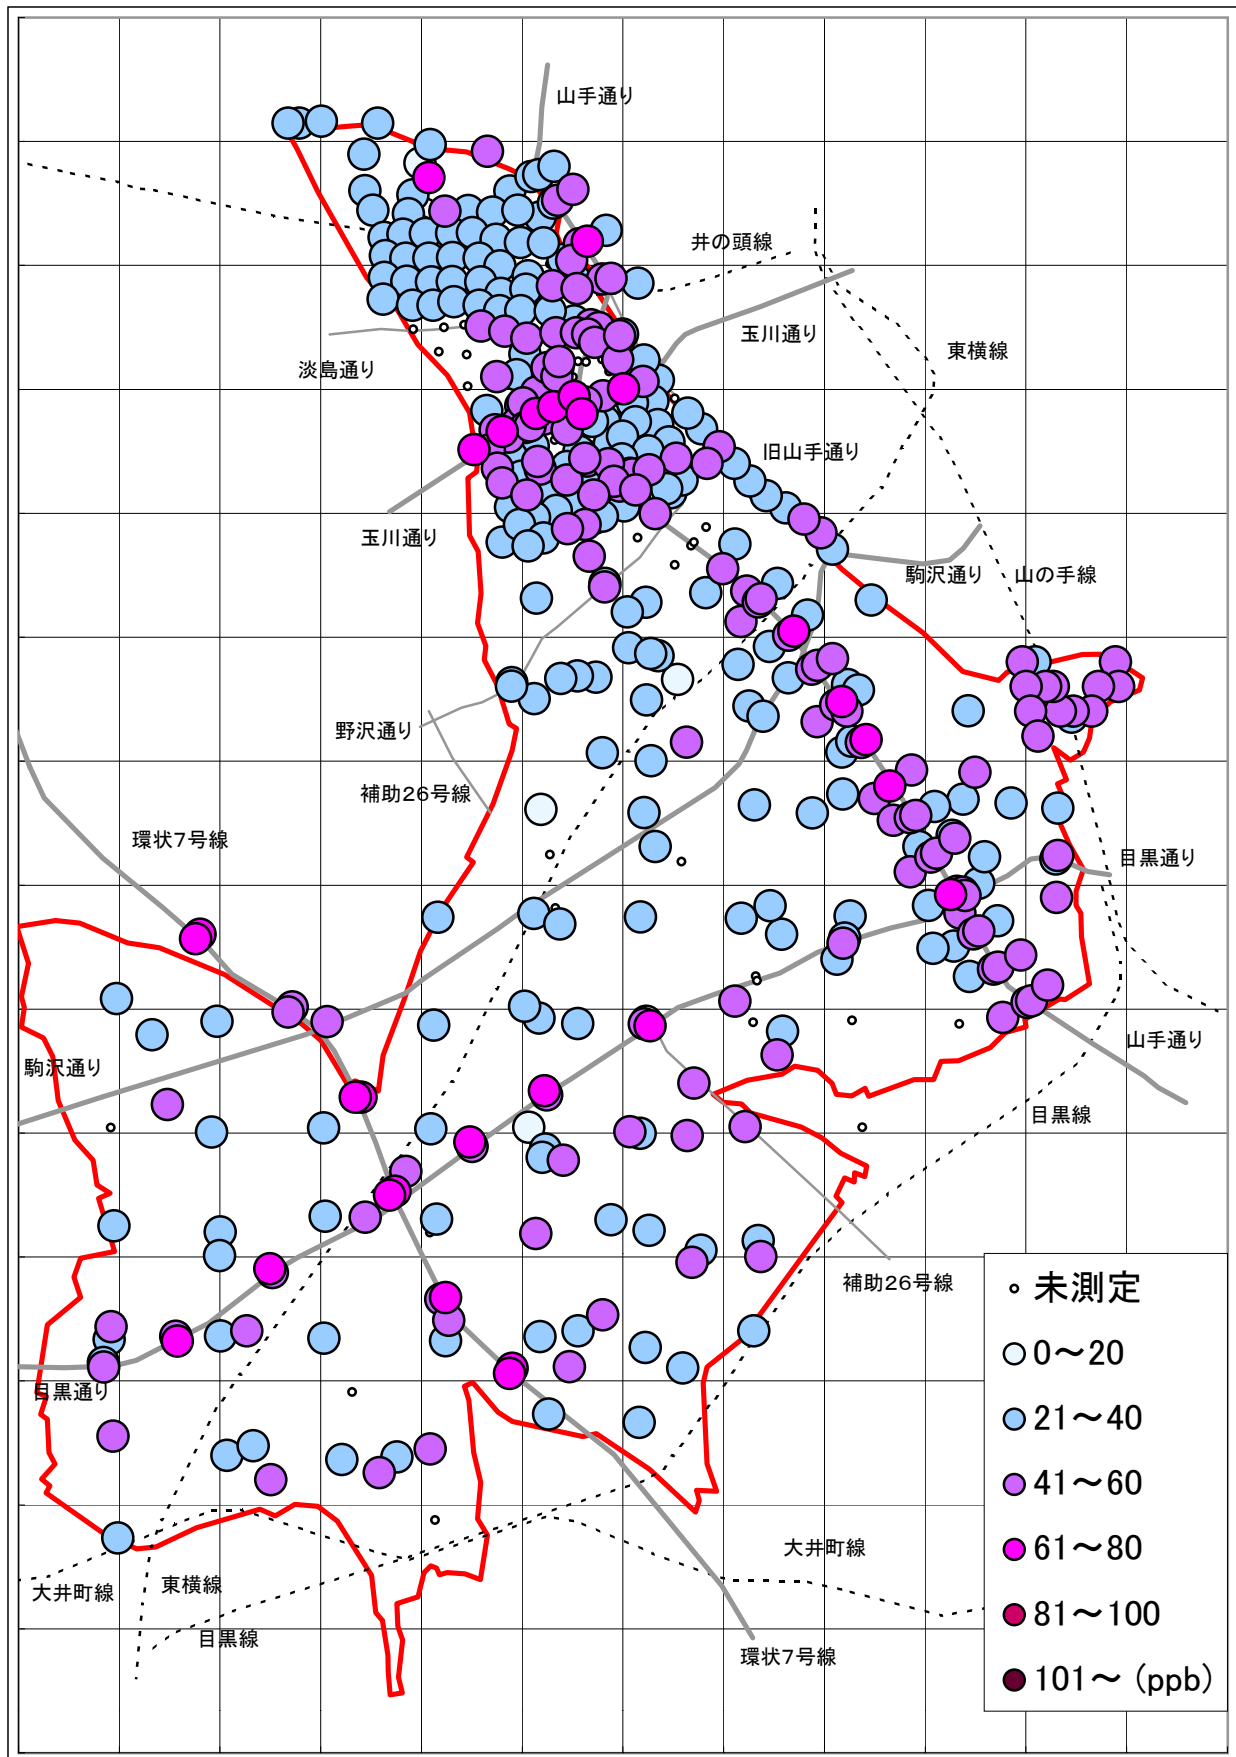 山手通り
井の頭線
玉川通り
東横線
淡島通り
旧山手通り
玉川通り
駒沢通り
山の手線
野沢通り
補助26号線
環状7号線
目黒通り
山手通り
駒沢通り
目黒線
補助26号線
目黒通り
大井町線
東横線
目黒線
大井町線
環状7号線
未測定
0～20
21～40
41～60
61～80
81～100
101～（ppb）